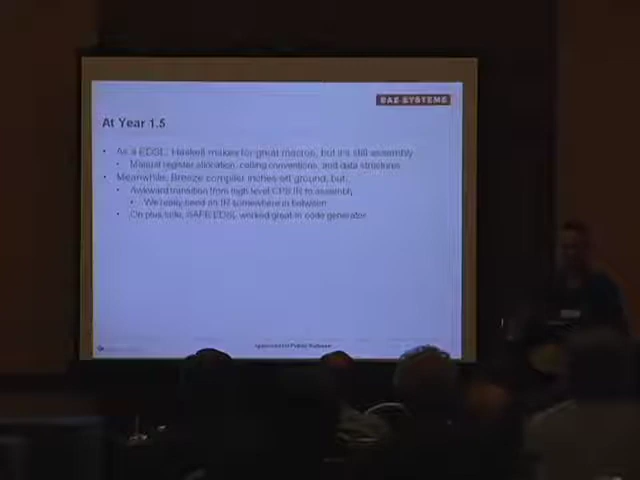 BAE SYSTEMS
At Year 1.5
• As a EDSL, Haskell makes for great macros, but it's still assembly
• Manual register allocation, calling conventions, and data structures
• Meanwhile, Breeze compiler inches off ground, but:
• Awkward transition from high level CPS IR to assembly
• We really need an IR somewhere in between
• On plus side, SAFE EDSL worked great in code generator
Approved for Public Release